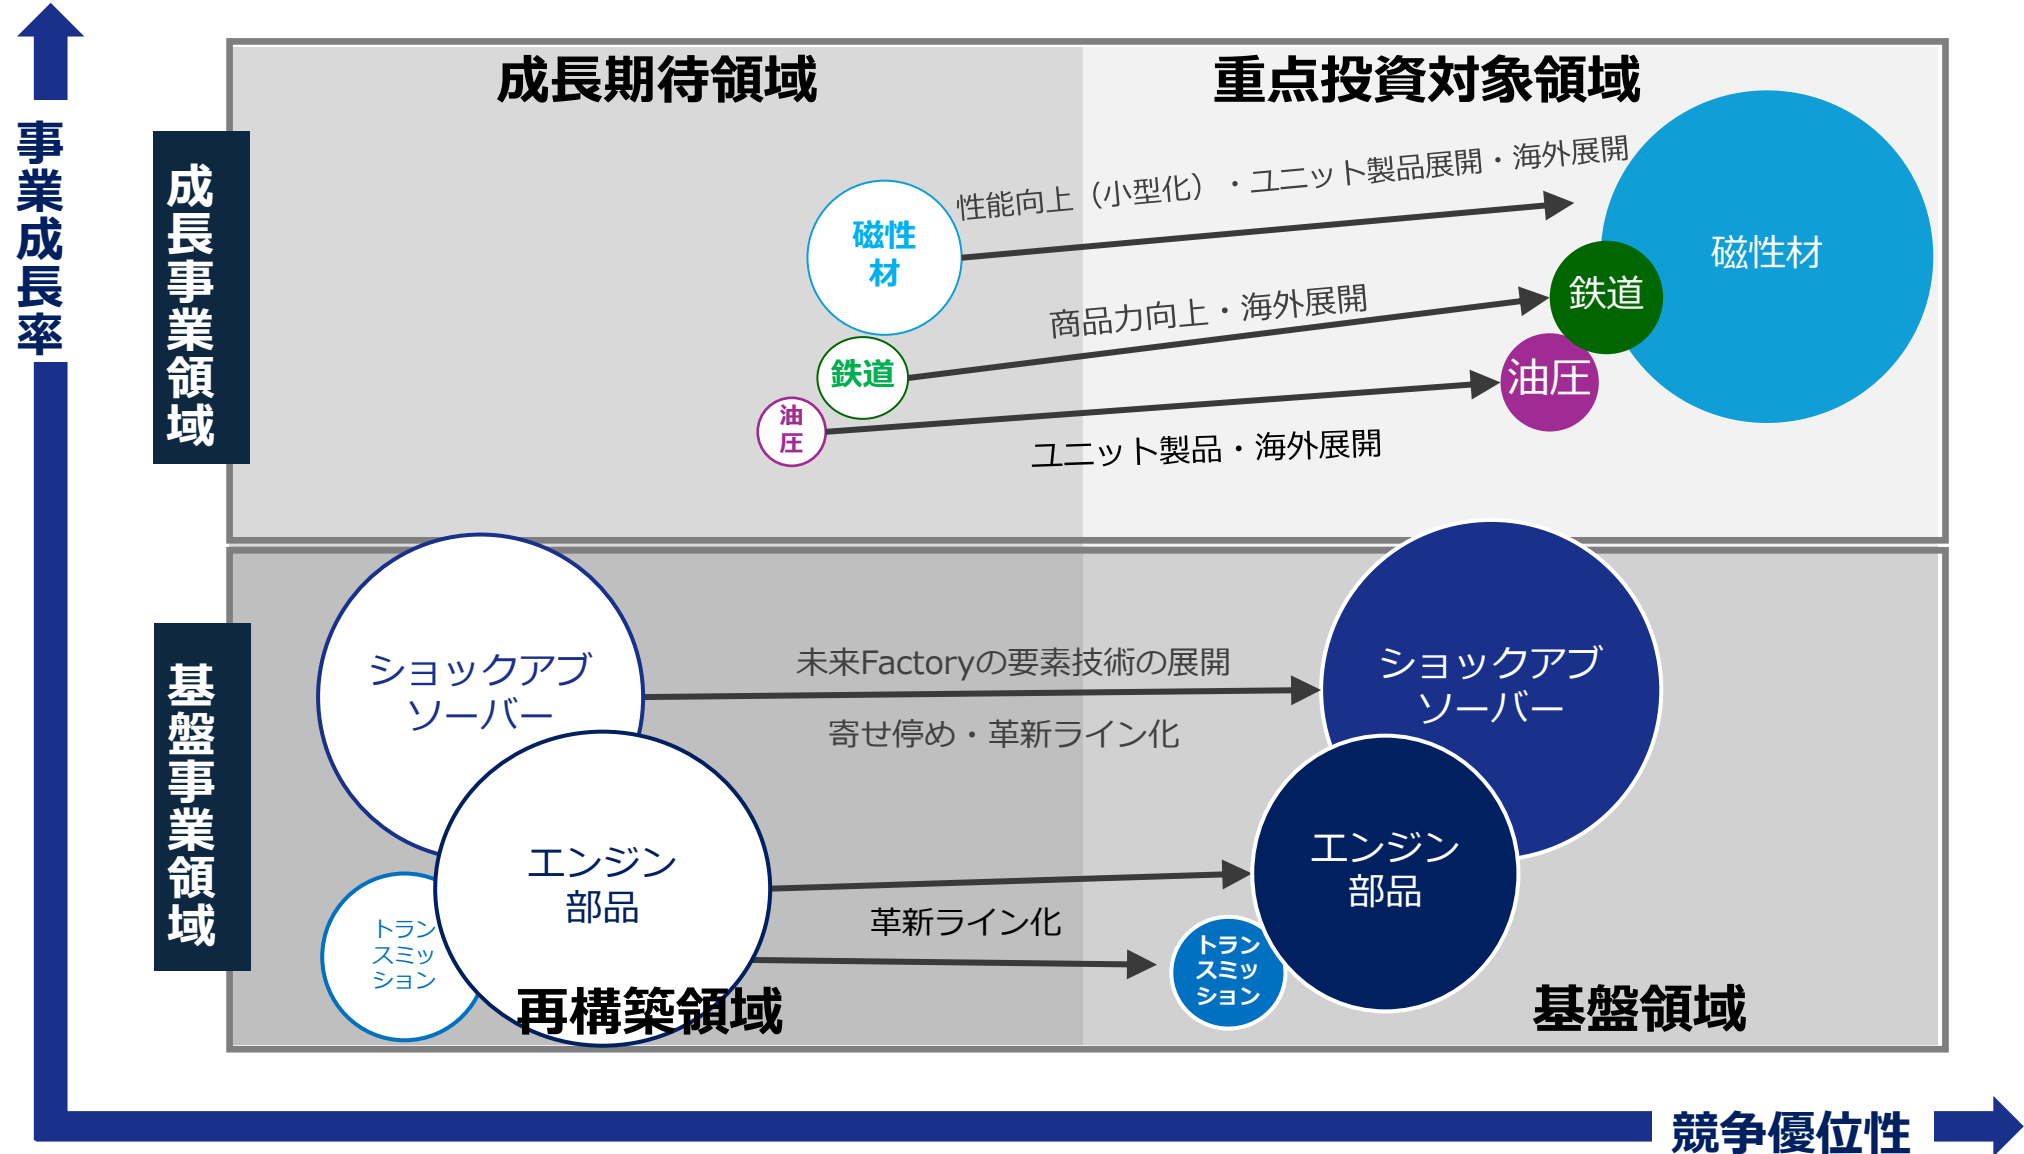 事業成長率
成長期待領域
重点投資対象領域
成長事業領域
性能向上（小型化）・ユニット製品展開・海外展開
磁性
材
磁性材
商品力向上・海外展開
鉄道
鉄道
油
圧
油圧
ユニット製品・海外展開
基盤事業領域
ショックアブ
ソーバー
未来Factoryの要素技術の展開
寄せ停め・革新ライン化
ショックアブ
ソーバー
エンジン
部品
エンジン
部品
革新ライン化
トラン
スミッ
ション
トラン
スミッ
ション
再構築領域
基盤領域
競争優位性